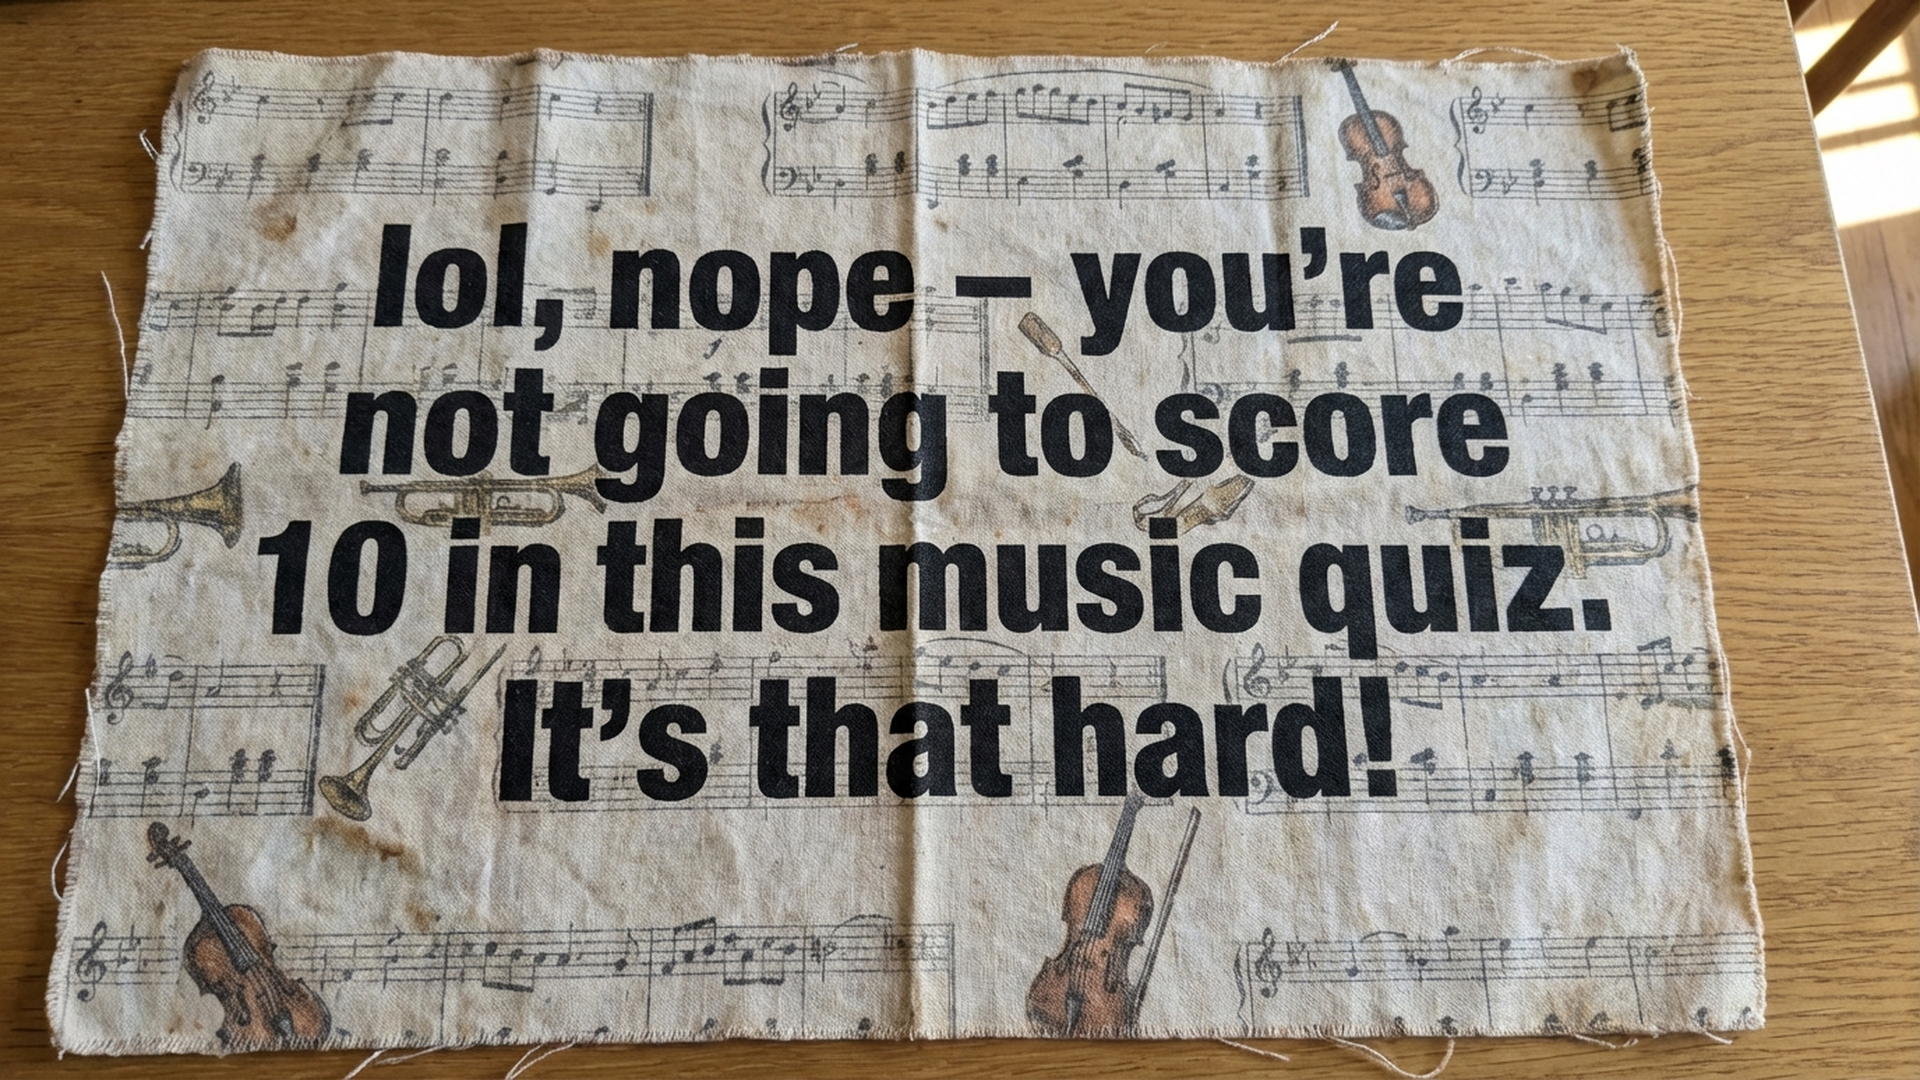 lol, nope – you’re
not going to score
10 in this music quiz.
It’s that hard!